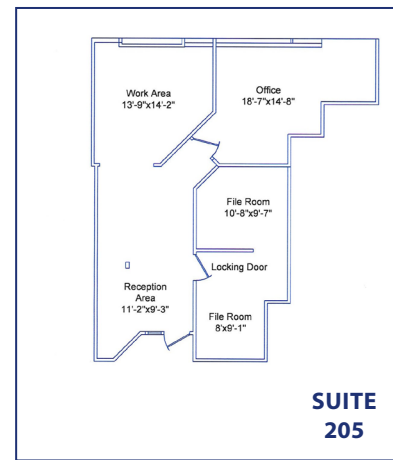 Work Area
13'-9"x14'-2"
Office
18'-7"x14'-8"
File Room
10'-8"x9'-7"
Locking Door
Reception
Area
11'-2"x9'-3"
File Room
8'x9'-1"
SUITE
205